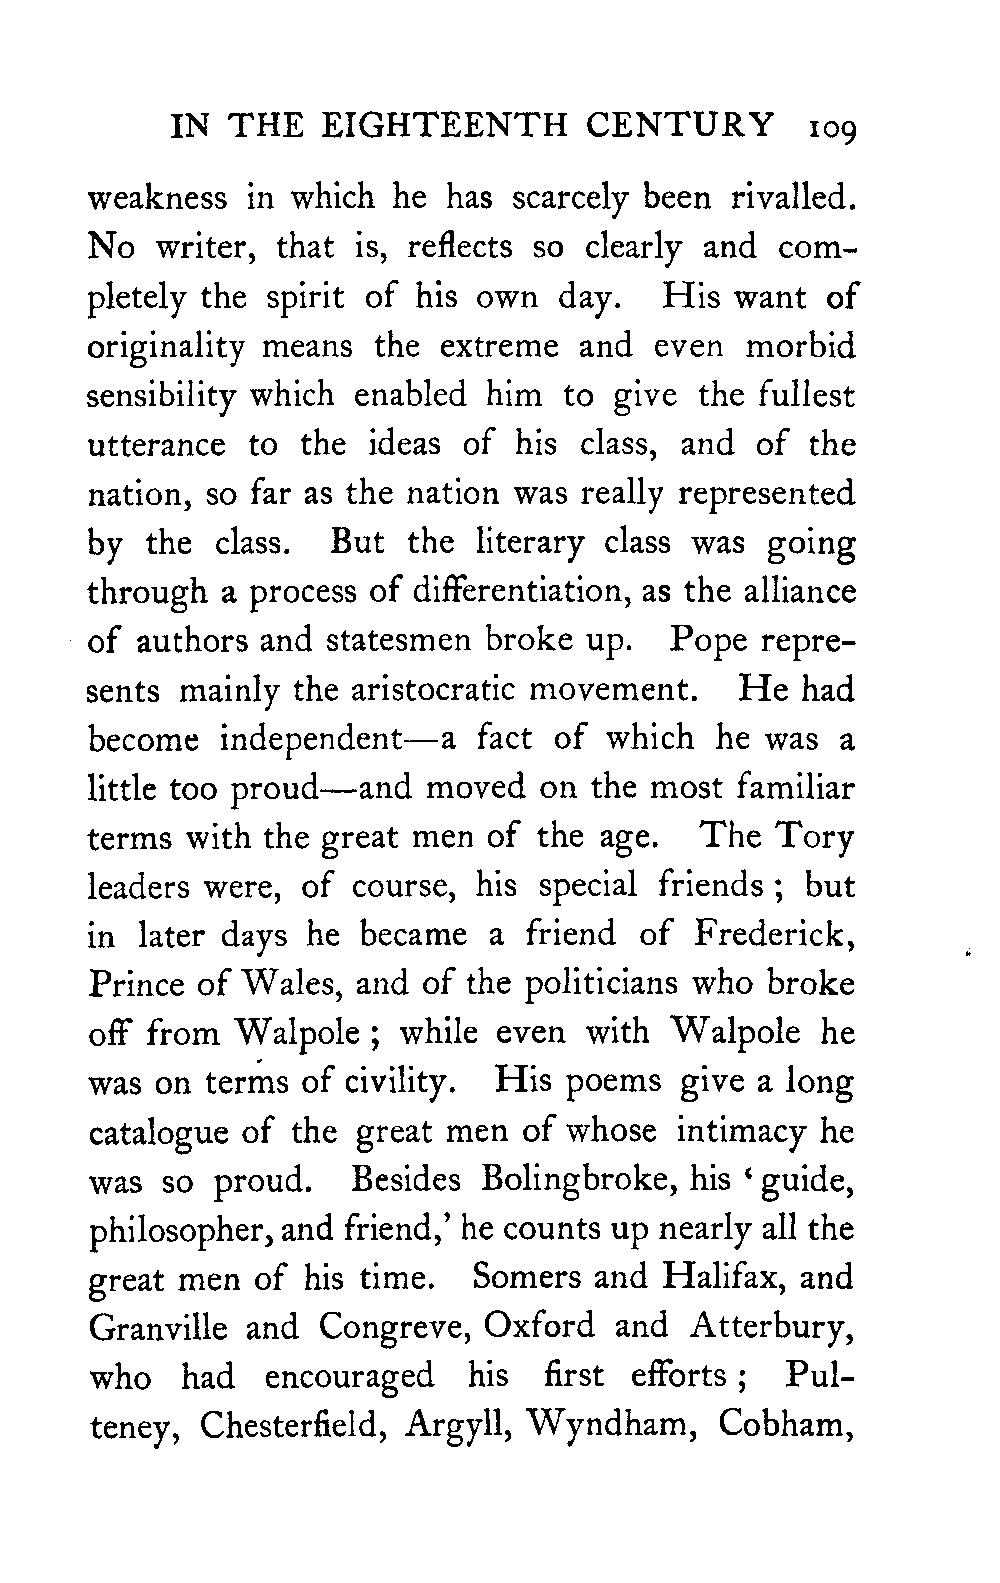 IN THE EIGHTEENTH CENTURY 109
weakness in which he has scarcely been rivalled.
No writer, that is, reflects so clearly and com-
pletely the spirit of his own day. His want of
originality means the extreme and even morbid
sensibility which enabled him to give the fullest
utterance to the ideas of his class, and of the
nation, so far as the nation was really represented
by the class. But the literary class was going
through a process of differentiation, as the alliance
of authors and statesmen broke up. Pope repre-
sents mainly the aristocratic movement. He had
become independent—a fact of which he was a
little too proud—and moved on the most familiar
terms with the great men of the age. The Tory
leaders were, of course, his special friends ; but
in later days he became a friend of Frederick,
Prince of Wales, and of the politicians who broke
off from Walpole ; while even with Walpole he
was on terms of civility. His poems give a long
catalogue of the great men of whose intimacy he
was so proud. Besides Bolingbroke, his ‘ guide,
philosopher, and friend,’ he counts up nearly all the
great men of his time. Somers and Halifax, and
Granville and Congreve, Oxford and Atterbury,
who had encouraged his first efforts ; Pul-
teney, Chesterfield, Argyll, Wyndham, Cobham,